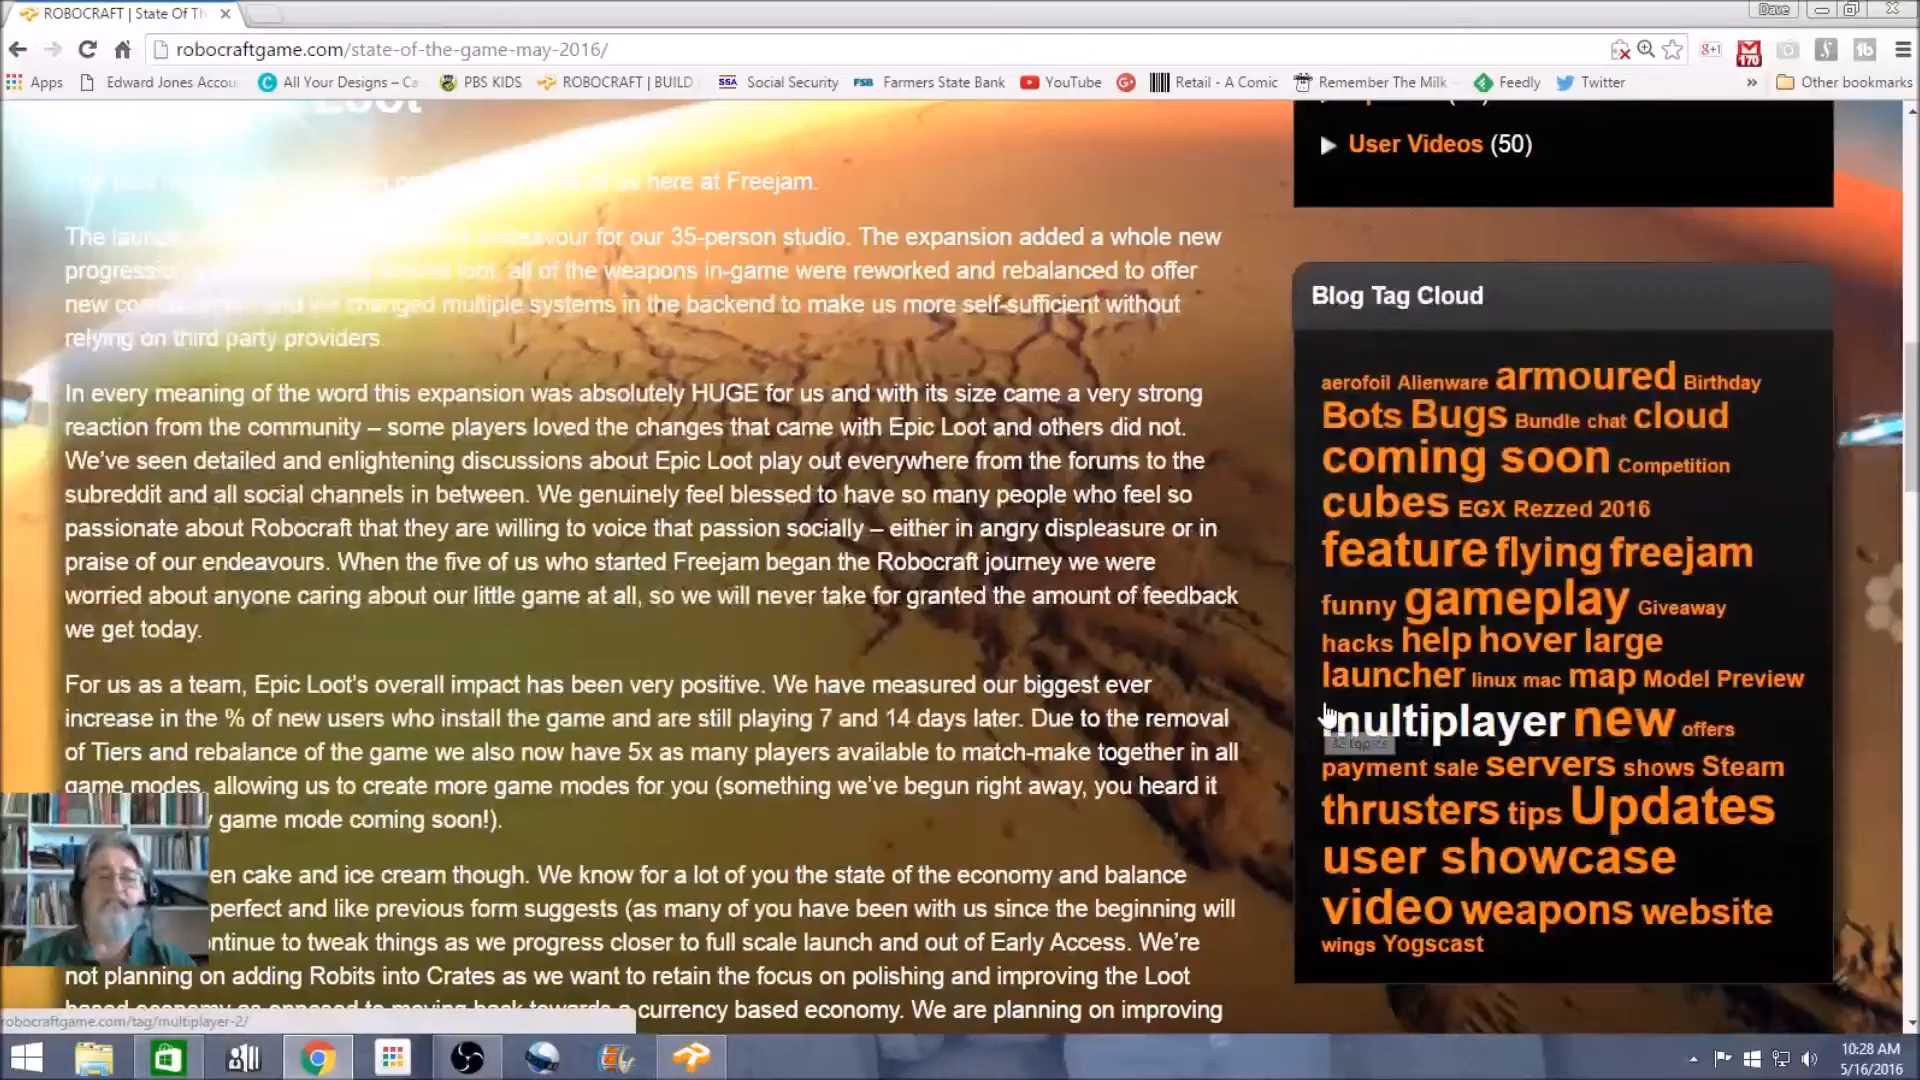 ROBOCRAFT | State Of Th
Dave
robocraftgame.com/state-of-the-game-may-2016/
170
Apps
Edward Jones Accou
All Your Designs – Ca
PBS KIDS
ROBOCRAFT | BUILD
SSA Social Security
FSB Farmers State Bank
YouTube
Retail - A Comic
Remember The Milk
Feedly
Twitter
»
Other bookmarks
Loot
here at Freejam.
The endeavour for our 35-person studio. The expansion added a whole new
all of the weapons in-game were reworked and rebalanced to offer
new changed multiple systems in the backend to make us more self-sufficient without
relying on third party providers.
In every meaning of the word this expansion was absolutely HUGE for us and with its size came a very strong
reaction from the community – some players loved the changes that came with Epic Loot and others did not.
We've seen detailed and enlightening discussions about Epic Loot play out everywhere from the forums to the
subreddit and all social channels in between. We genuinely feel blessed to have so many people who feel so
passionate about Robocraft that they are willing to voice that passion socially – either in angry displeasure or in
praise of our endeavours. When the five of us who started Freejam began the Robocraft journey we were
worried about anyone caring about our little game at all, so we will never take for granted the amount of feedback
we get today.
For us as a team, Epic Loot's overall impact has been very positive. We have measured our biggest ever
increase in the % of new users who install the game and are still playing 7 and 14 days later. Due to the removal
of Tiers and rebalance of the game we also now have 5x as many players available to match-make together in all
game modes, allowing us to create more game modes for you (something we've begun right away, you heard it
game mode coming soon!).
en cake and ice cream though. We know for a lot of you the state of the economy and balance
perfect and like previous form suggests (as many of you have been with us since the beginning will
ontinue to tweak things as we progress closer to full scale launch and out of Early Access. We're
not planning on adding Robits into Crates as we want to retain the focus on polishing and improving the Loot
based economy as opposed to moving back towards a currency based economy. We are planning on improving
User Videos (50)
Blog Tag Cloud
aerofoil Alienware armoured Birthday
Bots Bugs Bundle chat cloud
coming soon Competition
cubes EGX Rezzed 2016
feature flying freejam
funny gameplay Giveaway
hacks help hover large
launcher linux mac map Model Preview
multiplayer new offers
32 topics
payment sale servers shows Steam
thrusters tips Updates
user showcase
video weapons website
wings Yogscast
robocraftgame.com/tag/multiplayer-2/
10:28 AM
5/16/2016